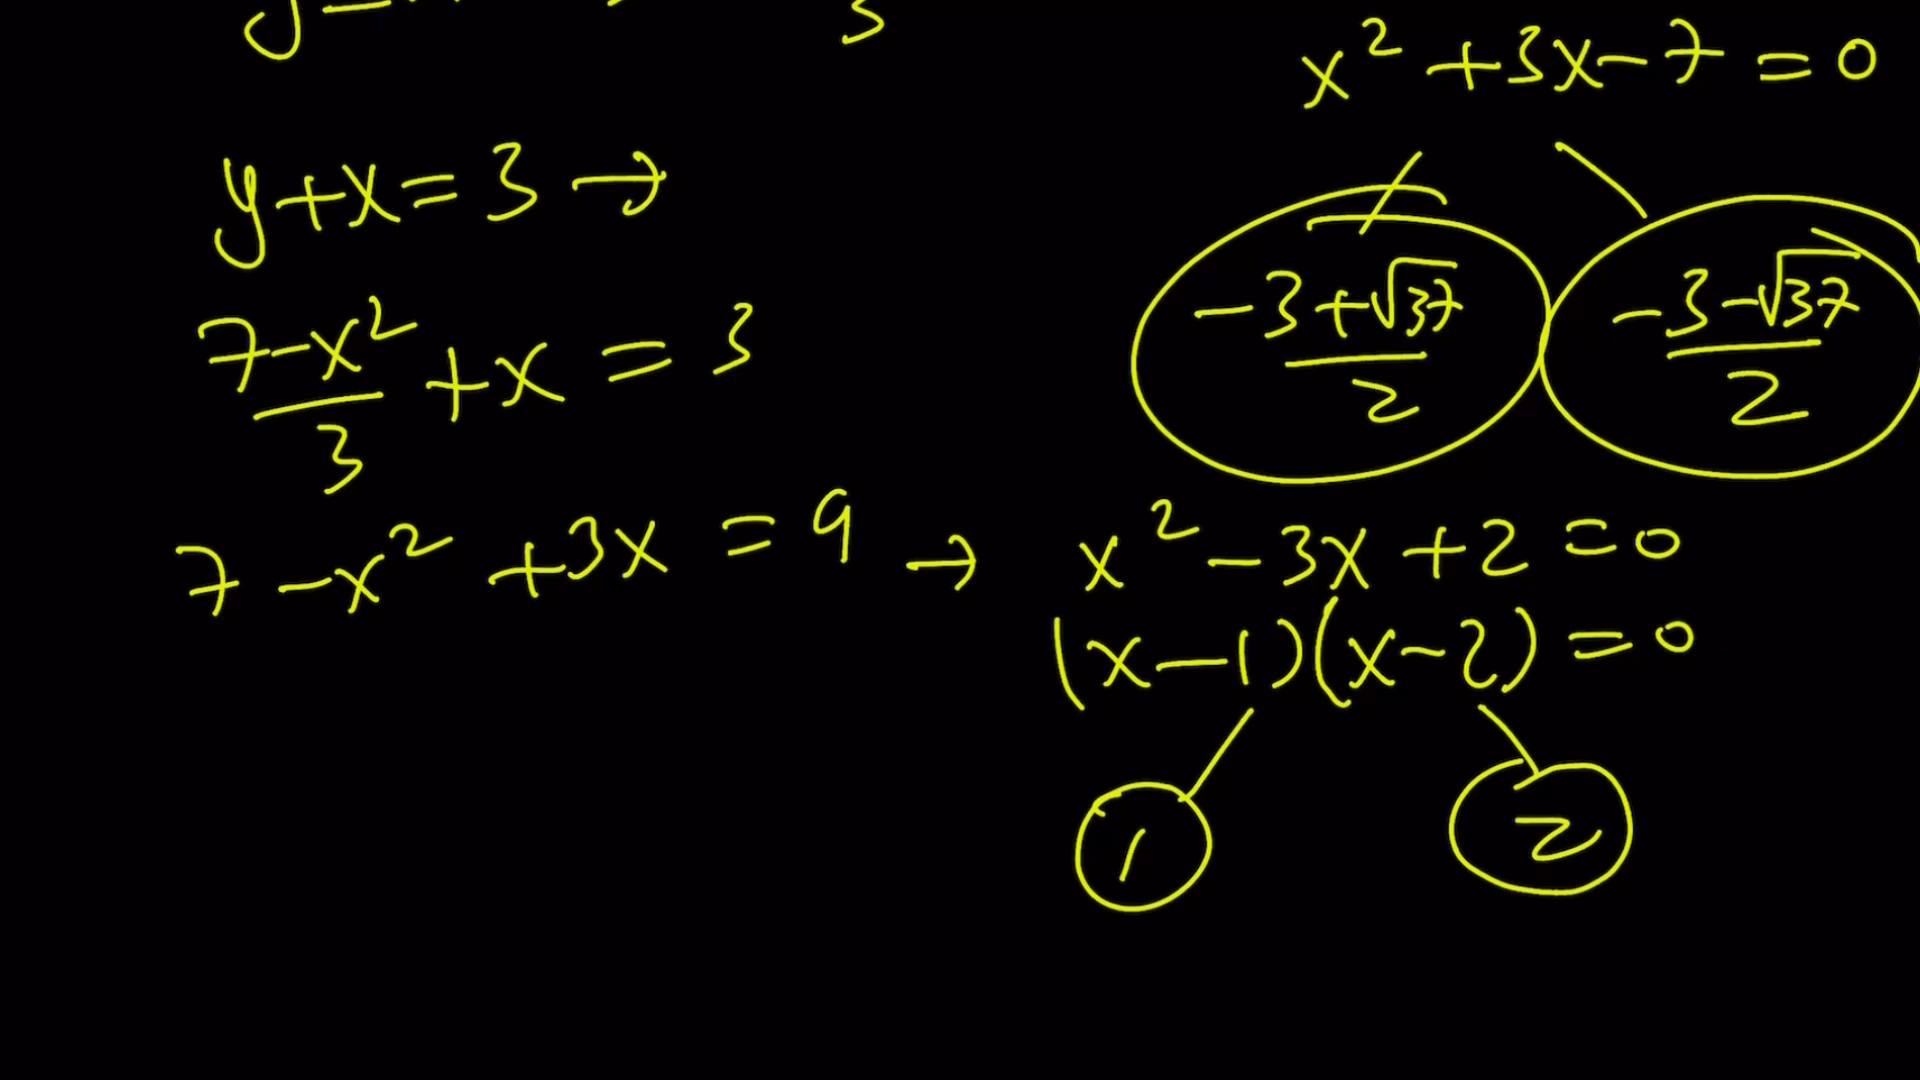 x² + 3x - 7 = 0
y + x = 3 →
(-3 + √37)/2
(-3 - √37)/2
(7 - x²)/3 + x = 3
7 - x² + 3x = 9 → x² - 3x + 2 = 0
(x - 1)(x - 2) = 0
1
2